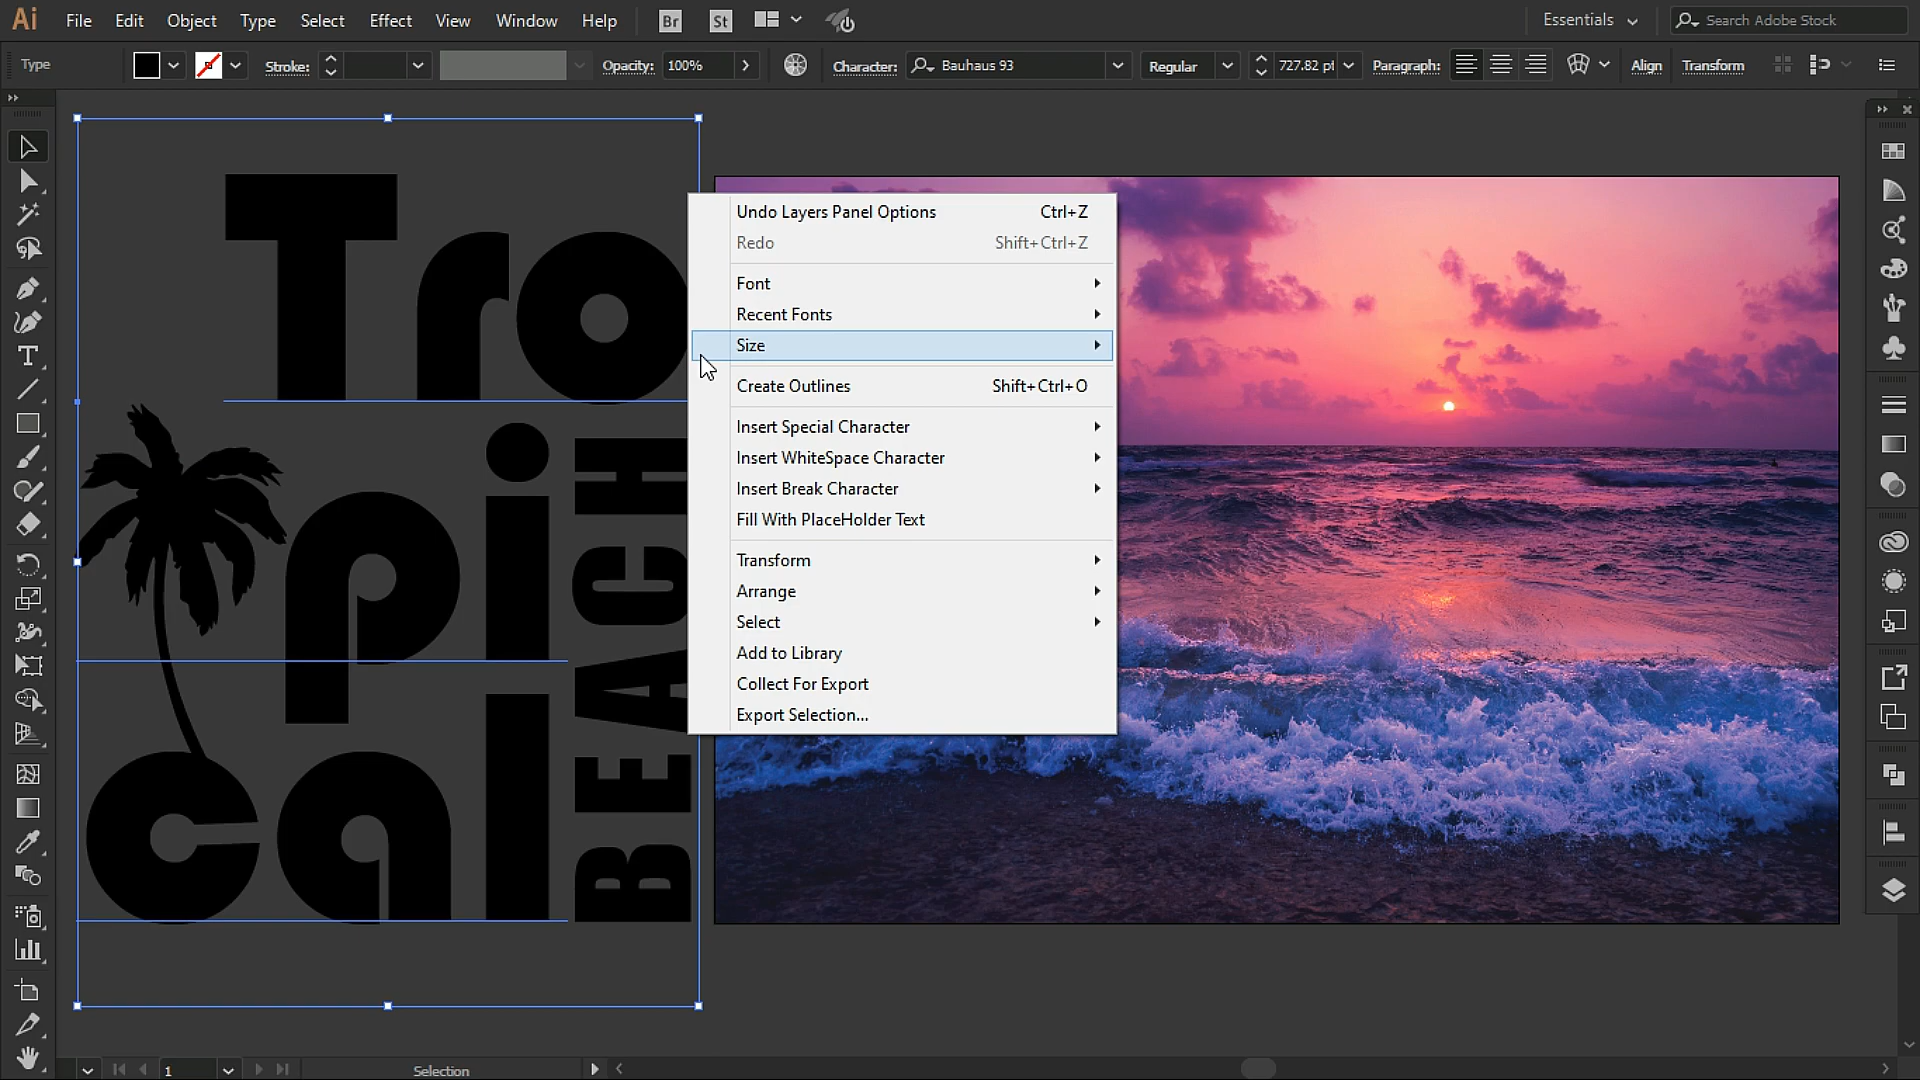 Ai File Edit Object Type Select Effect View Window Help Br St Essentials Search Adobe Stock
Type Stroke: Opacity: 100% Character: Bauhaus 93 Regular 727.82 pt Paragraph: Align Transform
Tro
pi
cal
BEACH
Undo Layers Panel Options Ctrl+Z
Redo Shift+Ctrl+Z
Font
Recent Fonts
Size
Create Outlines Shift+Ctrl+O
Insert Special Character
Insert WhiteSpace Character
Insert Break Character
Fill With PlaceHolder Text
Transform
Arrange
Select
Add to Library
Collect For Export
Export Selection...
1 Selection